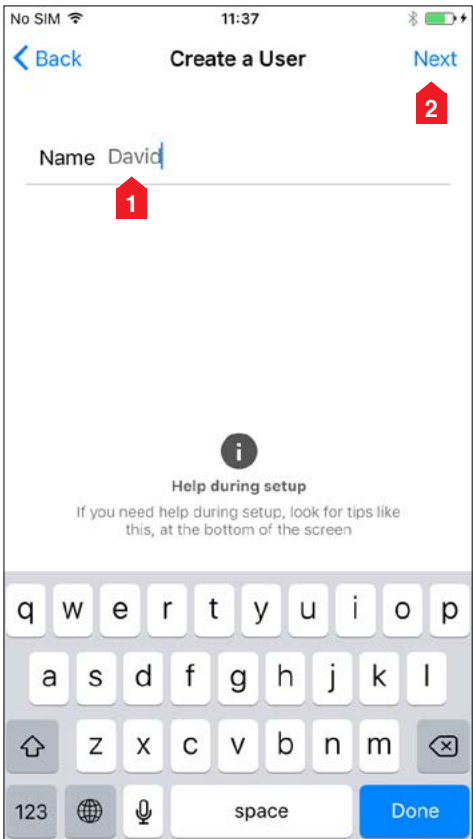 No SIM 11:37
Back Create a User Next
2
Name David
1
i
Help during setup
If you need help during setup, look for tips like
this, at the bottom of the screen
q w e r t y u i o p
a s d f g h j k l
z x c v b n m
123 space Done